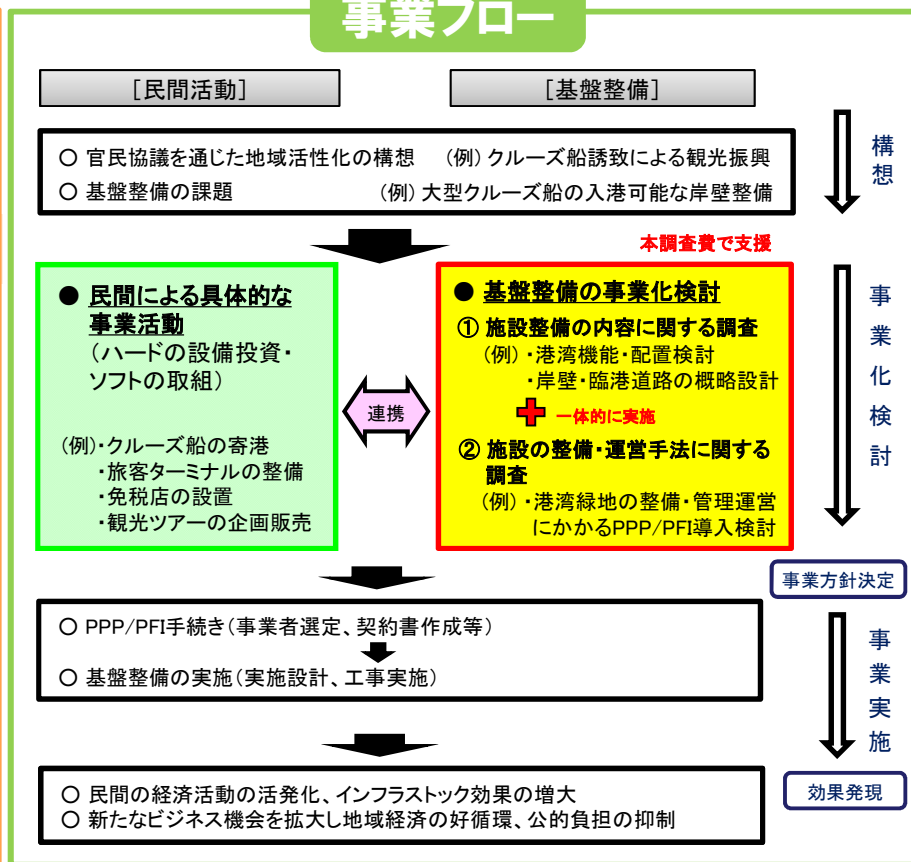 事業フロー
[民間活動]
[基盤整備]
○ 官民協議を通じた地域活性化の構想 (例) クルーズ船誘致による観光振興
○ 基盤整備の課題 (例) 大型クルーズ船の入港可能な岸壁整備
構想
本調査費で支援
● 民間による具体的な
事業活動
(ハードの設備投資・
ソフトの取組)
(例)・クルーズ船の寄港
・旅客ターミナルの整備
・免税店の設置
・観光ツアーの企画販売
連携
● 基盤整備の事業化検討
① 施設整備の内容に関する調査
(例) ・港湾機能・配置検討
・岸壁・臨港道路の概略設計
一体的に実施
② 施設の整備・運営手法に関する
調査
(例) ・港湾緑地の整備・管理運営
にかかるPPP/PFI導入検討
事業化検討
事業方針決定
○ PPP/PFI手続き(事業者選定、契約書作成等)
○ 基盤整備の実施(実施設計、工事実施)
事業実施
○ 民間の経済活動の活発化、インフラストック効果の増大
○ 新たなビジネス機会を拡大し地域経済の好循環、公的負担の抑制
効果発現